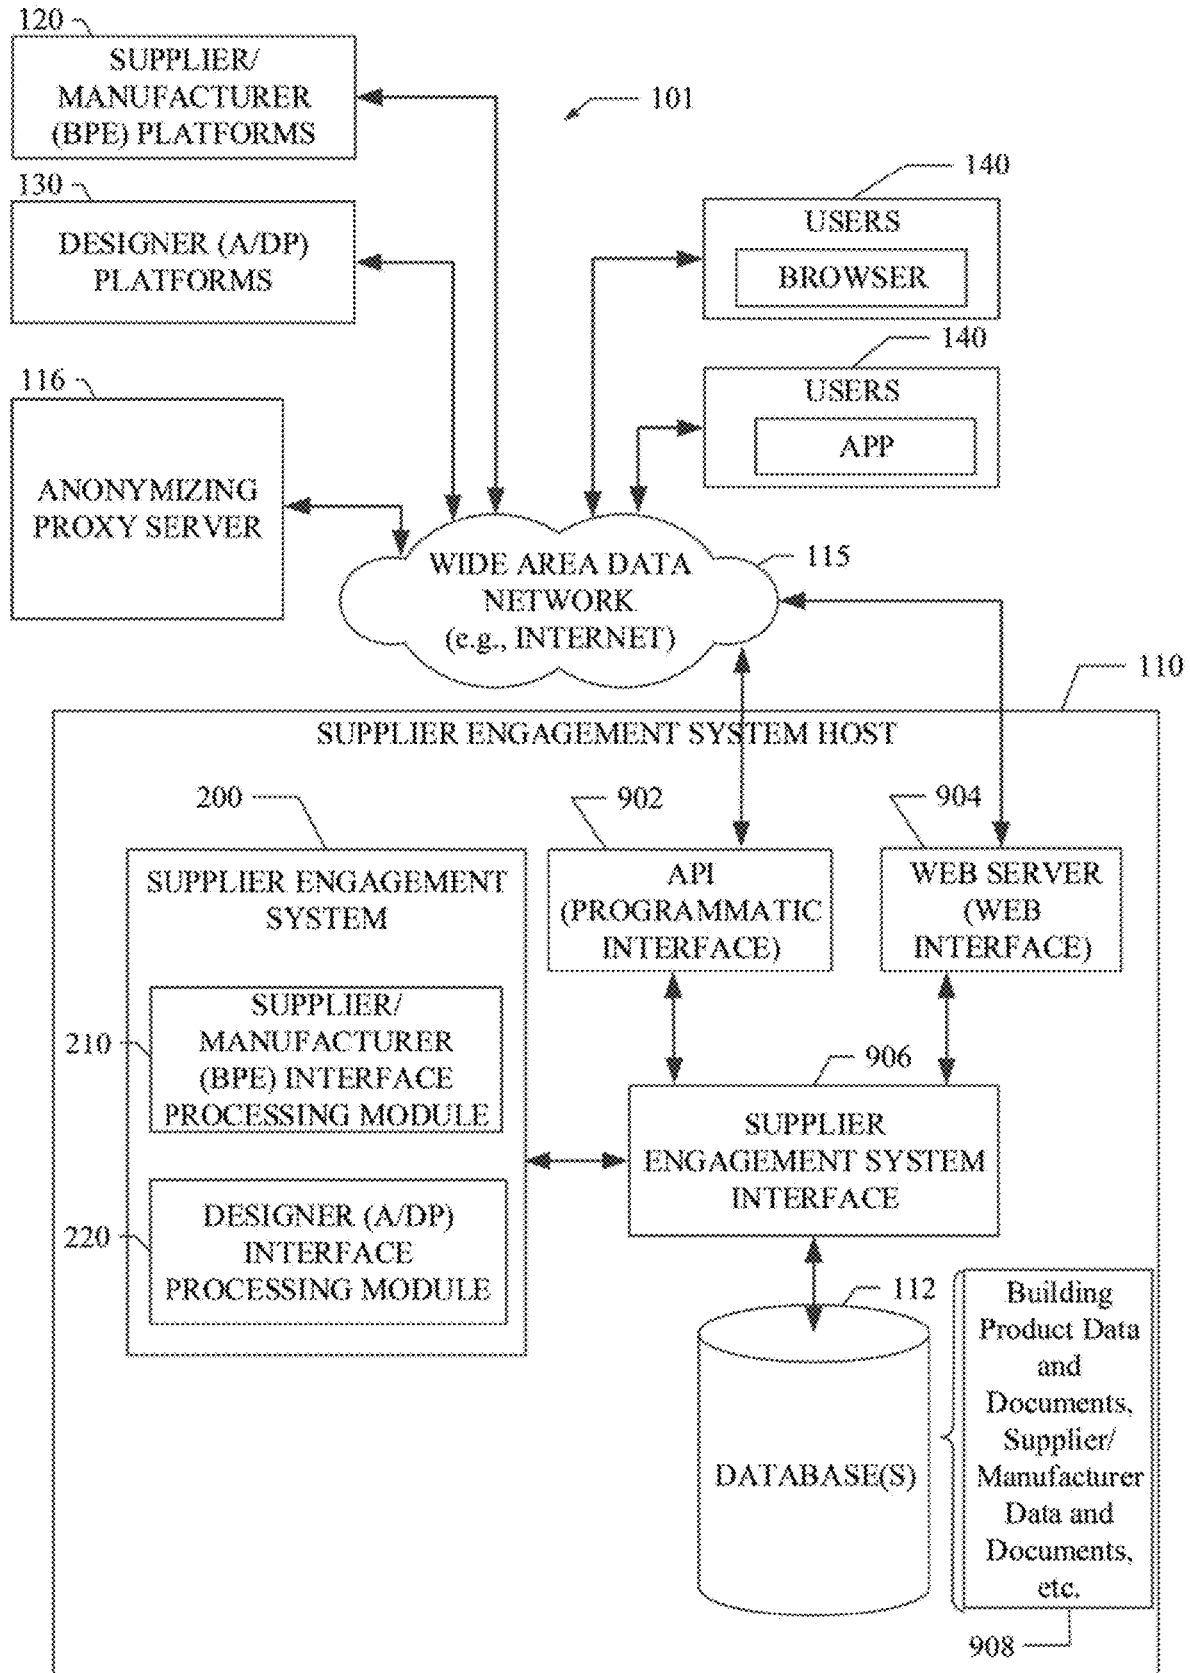 120
SUPPLIER/
MANUFACTURER
(BPE) PLATFORMS
101
130
DESIGNER (A/DP)
PLATFORMS
140
USERS
BROWSER
140
USERS
APP
116
ANONYMIZING
PROXY SERVER
WIDE AREA DATA
NETWORK
(e.g., INTERNET)
115
110
SUPPLIER ENGAGEMENT SYSTEM HOST
200
SUPPLIER ENGAGEMENT
SYSTEM
210
SUPPLIER/
MANUFACTURER
(BPE) INTERFACE
PROCESSING MODULE
220
DESIGNER (A/DP)
INTERFACE
PROCESSING MODULE
902
API
(PROGRAMMATIC
INTERFACE)
904
WEB SERVER
(WEB
INTERFACE)
906
SUPPLIER
ENGAGEMENT SYSTEM
INTERFACE
112
DATABASE(S)
Building
Product Data
and
Documents,
Supplier/
Manufacturer
Data and
Documents,
etc.
908